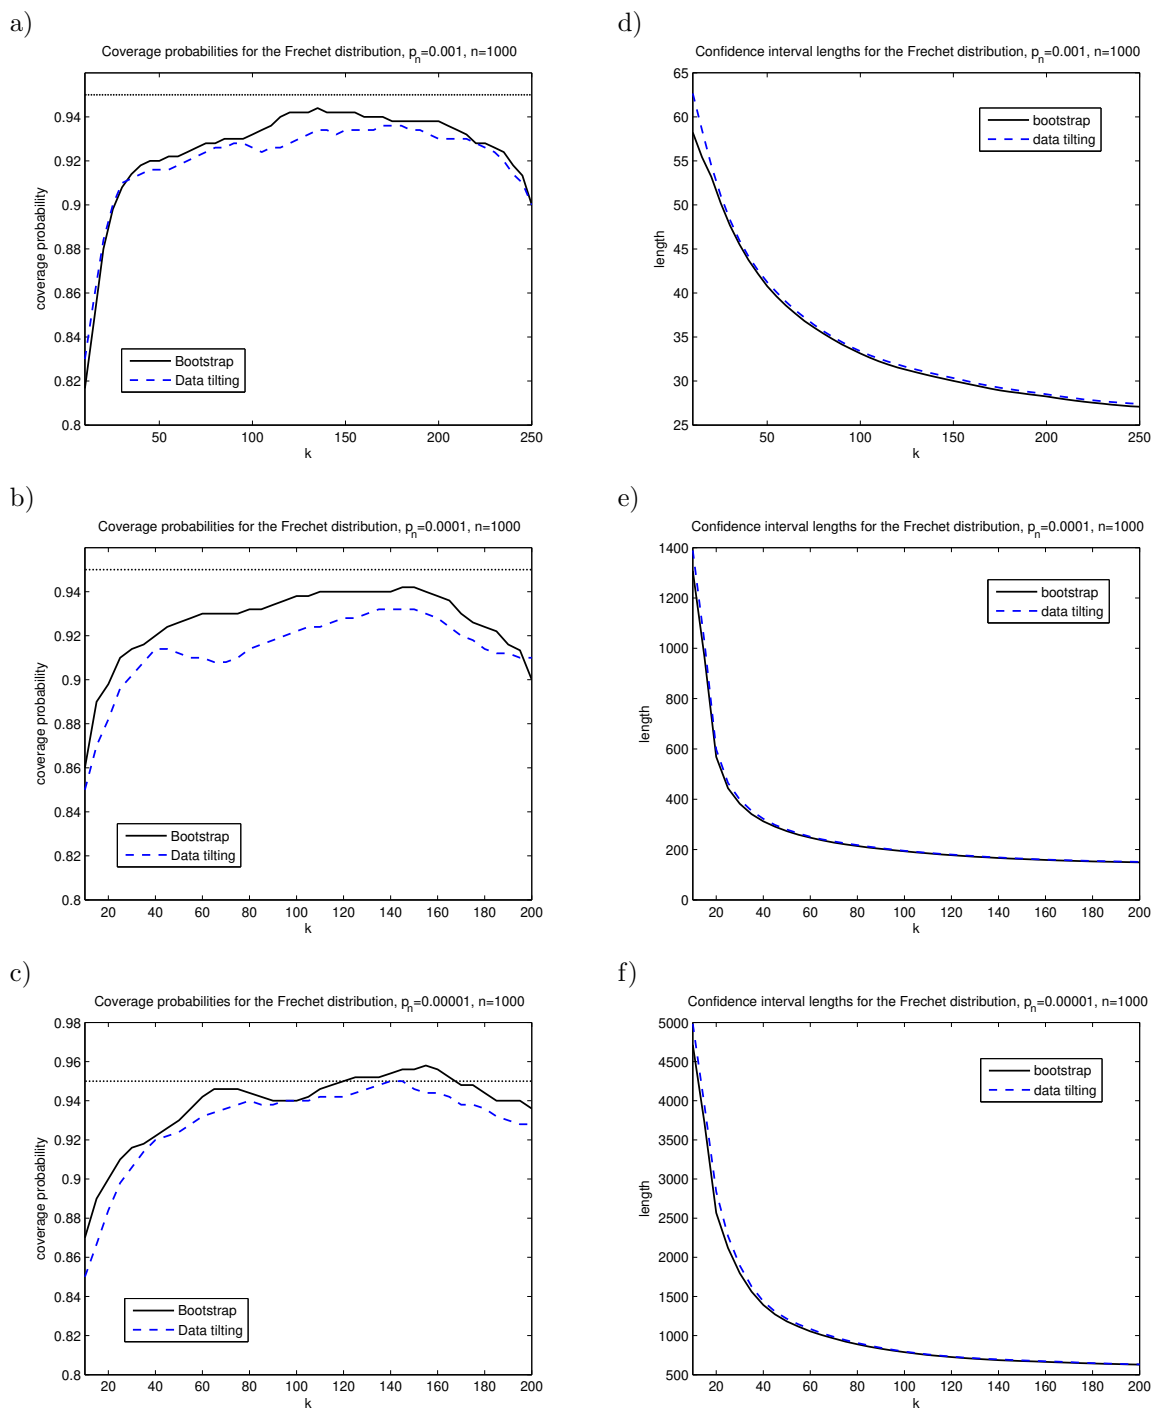 a)
Coverage probabilities for the Frechet distribution, pn=0.001, n=1000
coverage probability
0.94
0.92
0.9
0.88
0.86
0.84
0.82
0.8
Bootstrap
Data tilting
50 100 150 200 250
k
d)
Confidence interval lengths for the Frechet distribution, pn=0.001, n=1000
length
65
60
55
50
45
40
35
30
25
bootstrap
data tilting
50 100 150 200 250
k
b)
Coverage probabilities for the Frechet distribution, pn=0.0001, n=1000
coverage probability
0.94
0.92
0.9
0.88
0.86
0.84
0.82
0.8
Bootstrap
Data tilting
20 40 60 80 100 120 140 160 180 200
k
e)
Confidence interval lengths for the Frechet distribution, pn=0.0001, n=1000
length
1400
1200
1000
800
600
400
200
0
bootstrap
data tilting
20 40 60 80 100 120 140 160 180 200
k
c)
Coverage probabilities for the Frechet distribution, pn=0.00001, n=1000
coverage probability
0.98
0.96
0.94
0.92
0.9
0.88
0.86
0.84
0.82
0.8
Bootstrap
Data tilting
20 40 60 80 100 120 140 160 180 200
k
f)
Confidence interval lengths for the Frechet distribution, pn=0.00001, n=1000
length
5000
4500
4000
3500
3000
2500
2000
1500
1000
500
bootstrap
data tilting
20 40 60 80 100 120 140 160 180 200
k